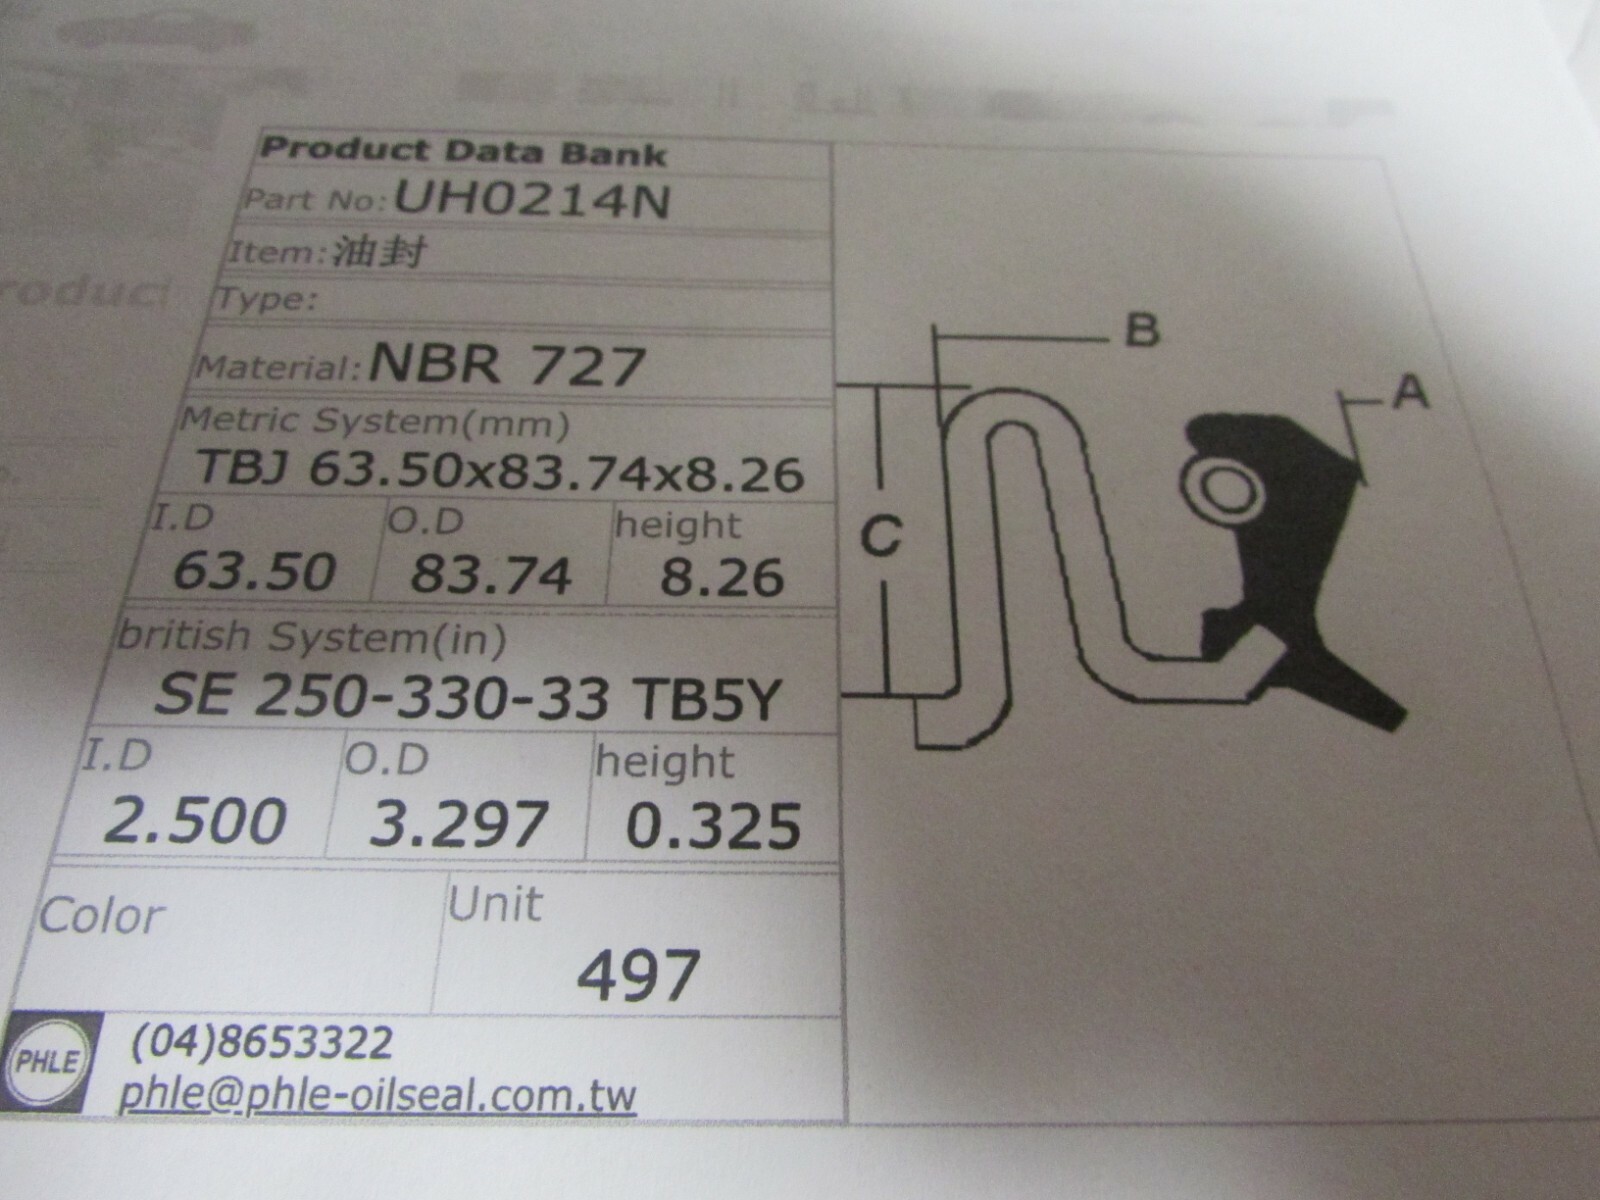 Product Data Bank
Part No:UH0214N
Item:油封
Type:
Material:NBR 727
Metric System(mm)
TBJ 63.50x83.74x8.26
I.D O.D height
63.50 83.74 8.26
british System(in)
SE 250-330-33 TB5Y
I.D O.D height
2.500 3.297 0.325
Color Unit
497
PHLE (04)8653322
phle@phle-oilseal.com.tw
B
A
C